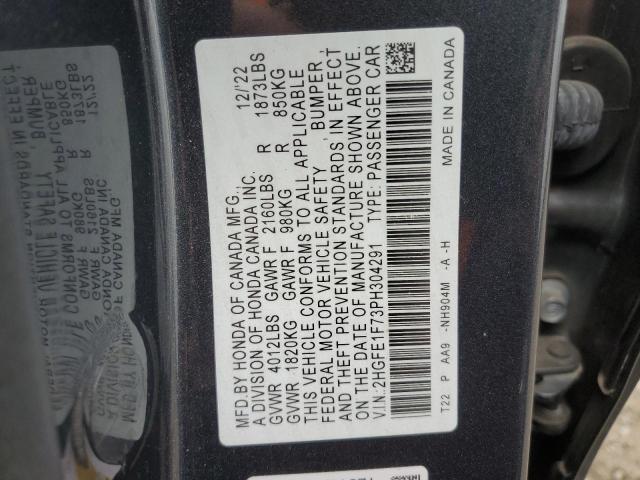 MFD.BY HONDA OF CANADA MFG., 12/'22
A DIVISION OF HONDA CANADA INC.
GVWR 4012LBS GAWR F 2160LBS R 1873LBS
GVWR 1820KG GAWR F 980KG R 850KG
THIS VEHICLE CONFORMS TO ALL APPLICABLE
FEDERAL MOTOR VEHICLE SAFETY , BUMPER ,
AND THEFT PREVENTION STANDARDS, IN EFFECT
ON THE DATE OF MANUFACTURE SHOWN ABOVE.
V.I.N.:2HGFE1F73PH304291 TYPE: PASSENGER CAR
T22 P AA9 -NH904M -A -H MADE IN CANADA